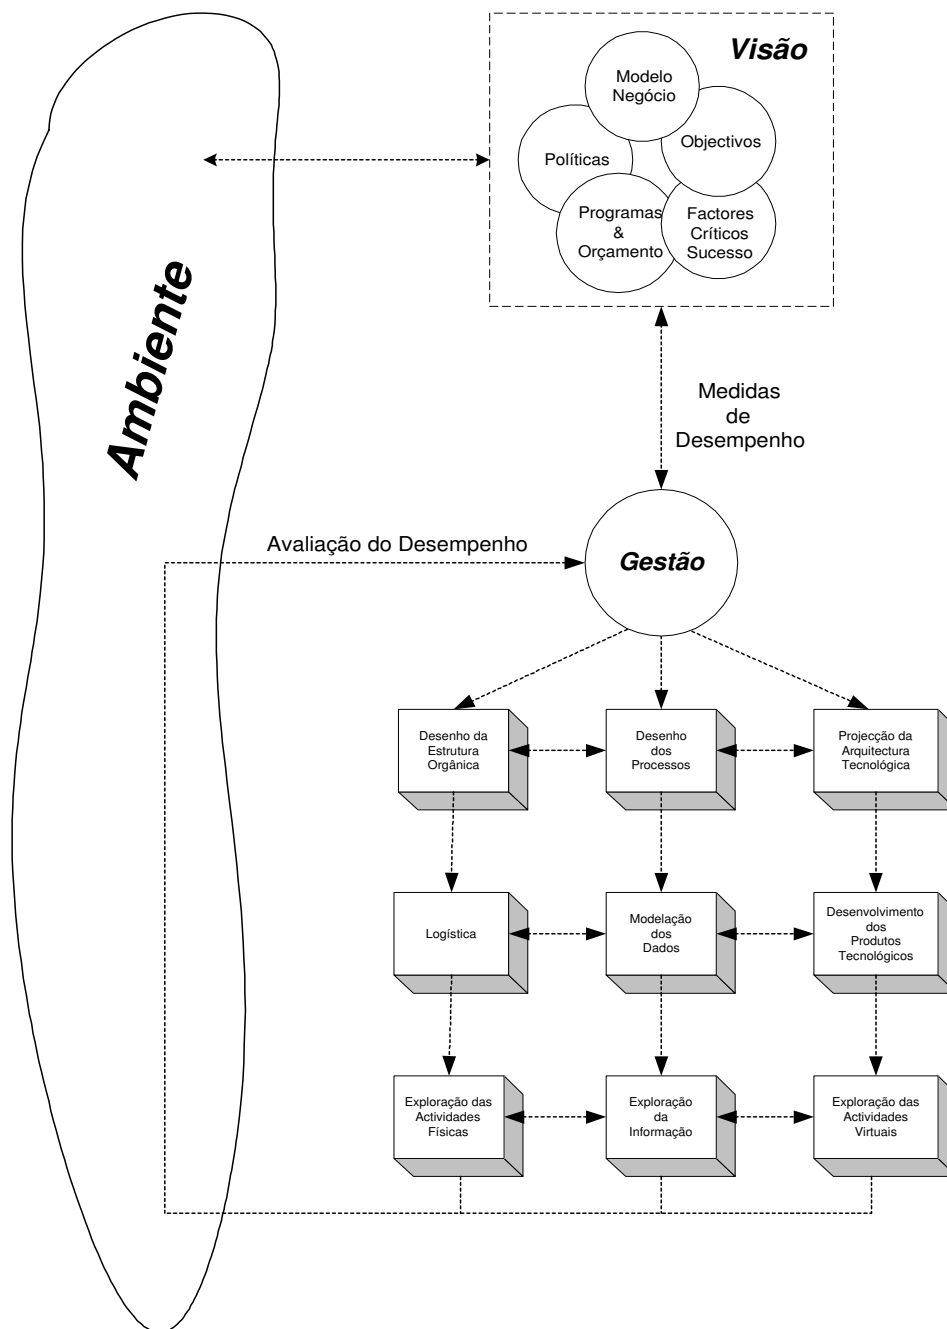 Visão
Modelo
Negócio
Objectivos
Políticas
Programas
&
Orçamento
Factores
Críticos
Sucesso
Ambiente
Medidas
de
Desempenho
Avaliação do Desempenho
Gestão
Desenho da
Estrutura
Orgânica
Desenho
dos
Processos
Projecção da
Arquitectura
Tecnológica
Logística
Modelação
dos
Dados
Desenvolvimento
dos
Produtos
Tecnológicos
Exploração das
Actividades
Físicas
Exploração
da
Informação
Exploração das
Actividades
Virtuais